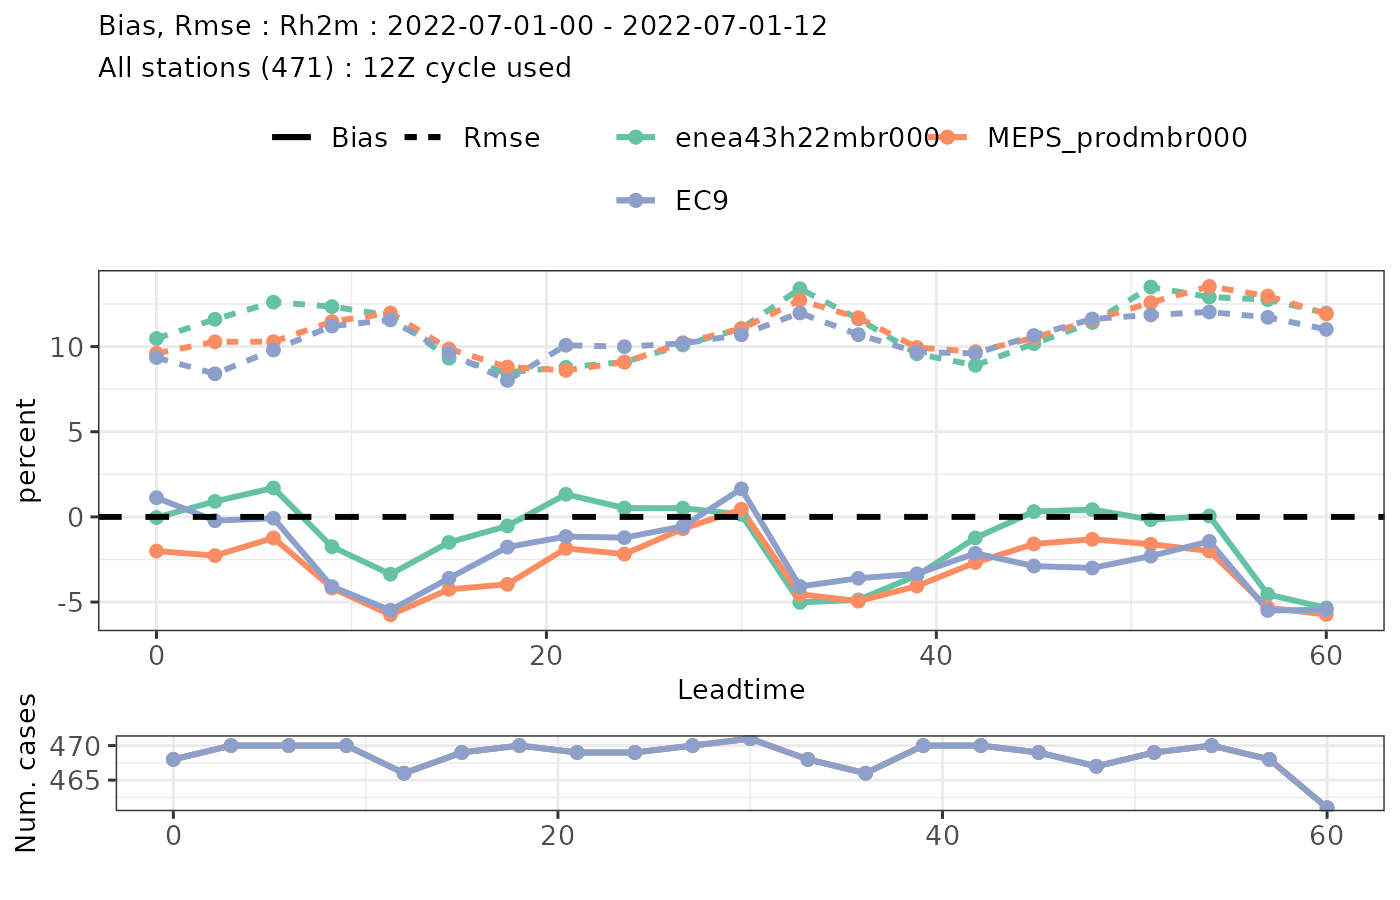 Bias, Rmse : Rh2m : 2022-07-01-00 - 2022-07-01-12
All stations (471) : 12Z cycle used
Bias Rmse enea43h22mbr000 MEPS_prodmbr000
EC9
percent
10
5
0
-5
0 20 40 60
Leadtime
Num. cases
470
465
0 20 40 60